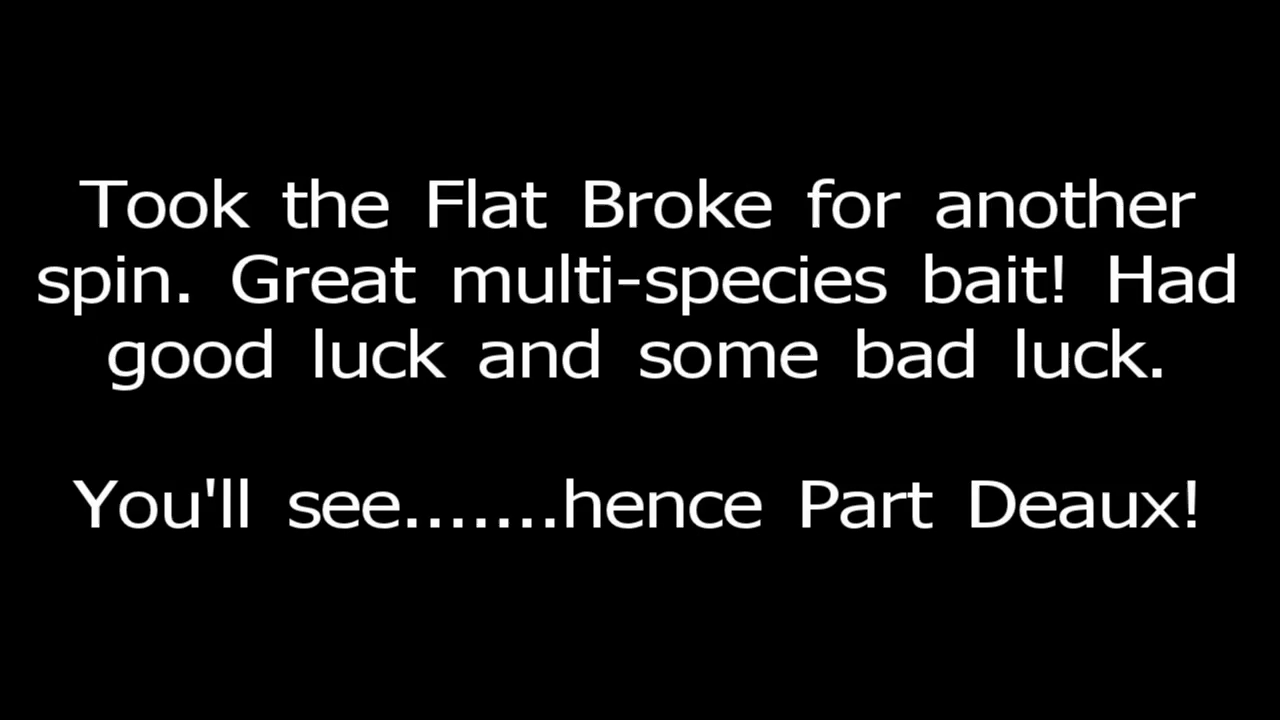 Took the Flat Broke for another
spin. Great multi-species bait! Had
good luck and some bad luck.
You'll see.......hence Part Deaux!